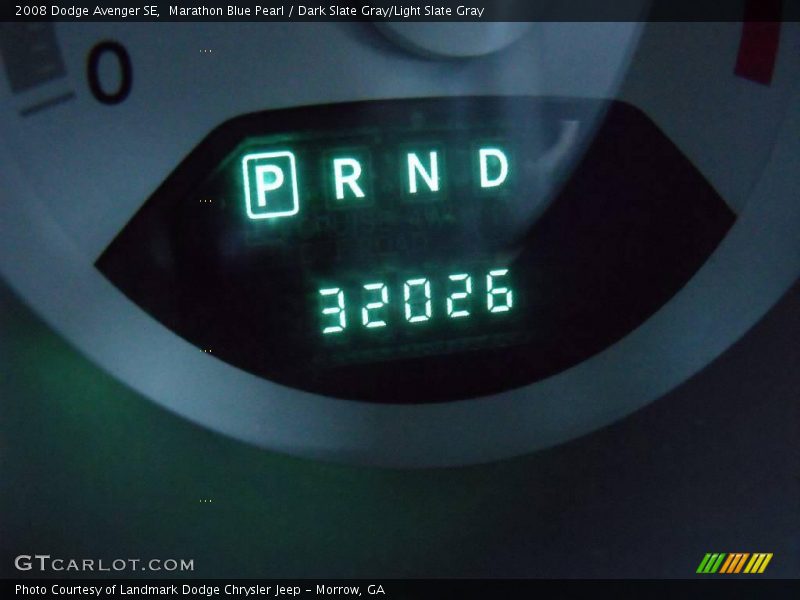 2008 Dodge Avenger SE,  Marathon Blue Pearl / Dark Slate Gray/Light Slate Gray
0
P R N D
32026
GTCARLOT.COM
Photo Courtesy of Landmark Dodge Chrysler Jeep - Morrow, GA